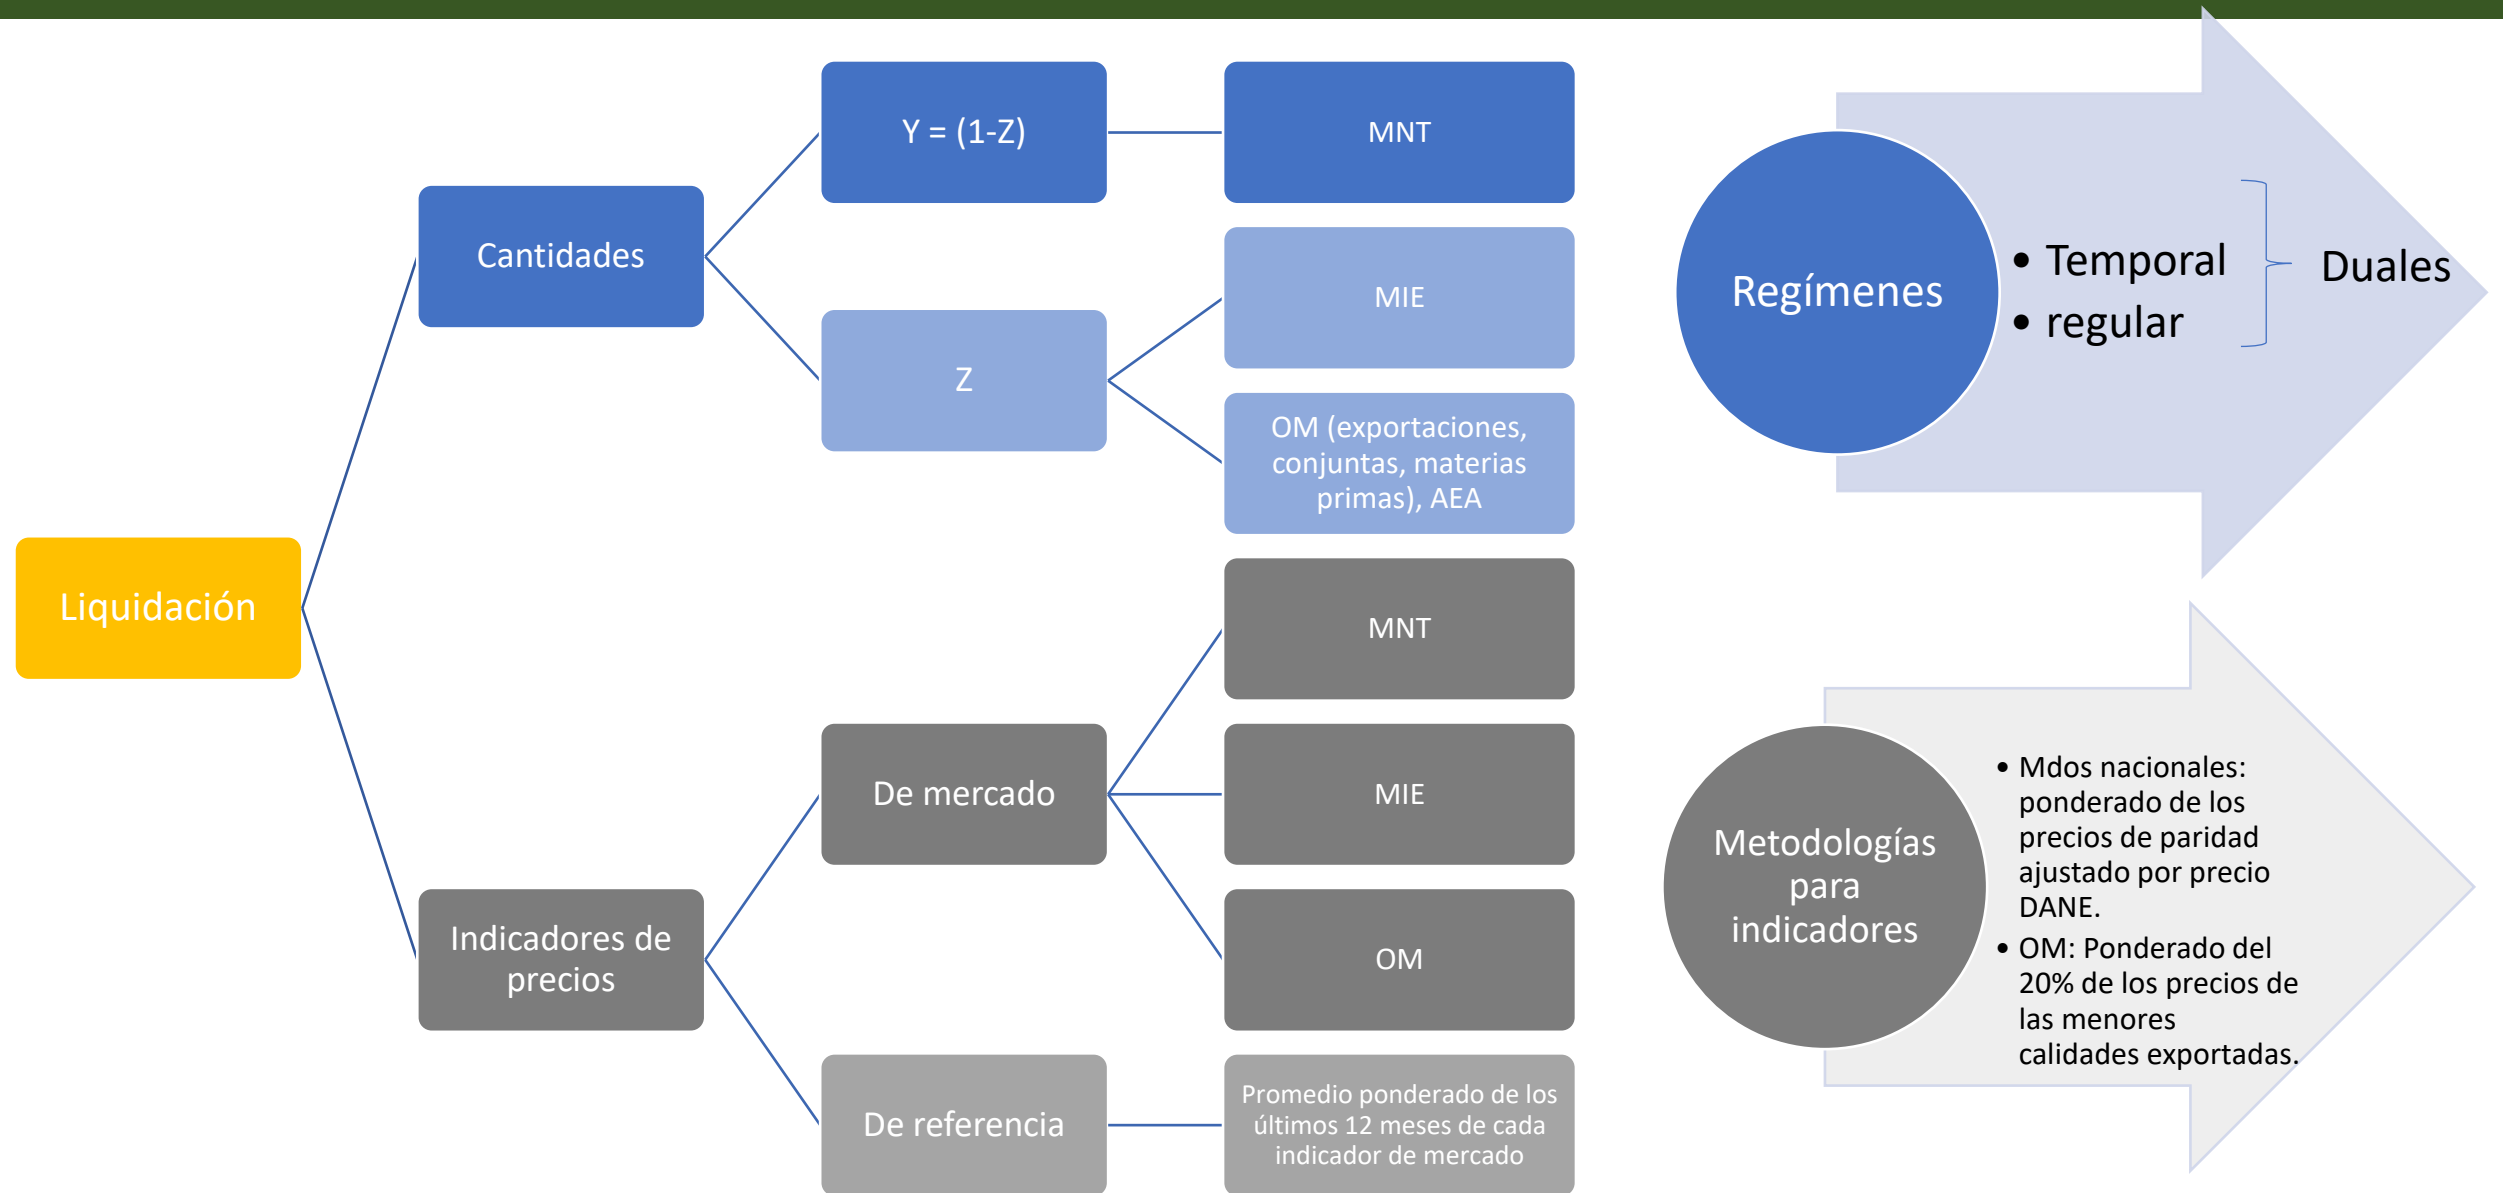 Liquidación
Cantidades
Y = (1-Z)
MNT
Z
MIE
OM (exportaciones,
conjuntas, materias
primas), AEA
Indicadores de
precios
De mercado
MNT
MIE
OM
De referencia
Promedio ponderado de los
últimos 12 meses de cada
indicador de mercado
Regímenes
• Temporal
• regular
Duales
Metodologías
para
indicadores
• Mdos nacionales:
ponderado de los
precios de paridad
ajustado por precio
DANE.
• OM: Ponderado del
20% de los precios de
las menores
calidades exportadas.